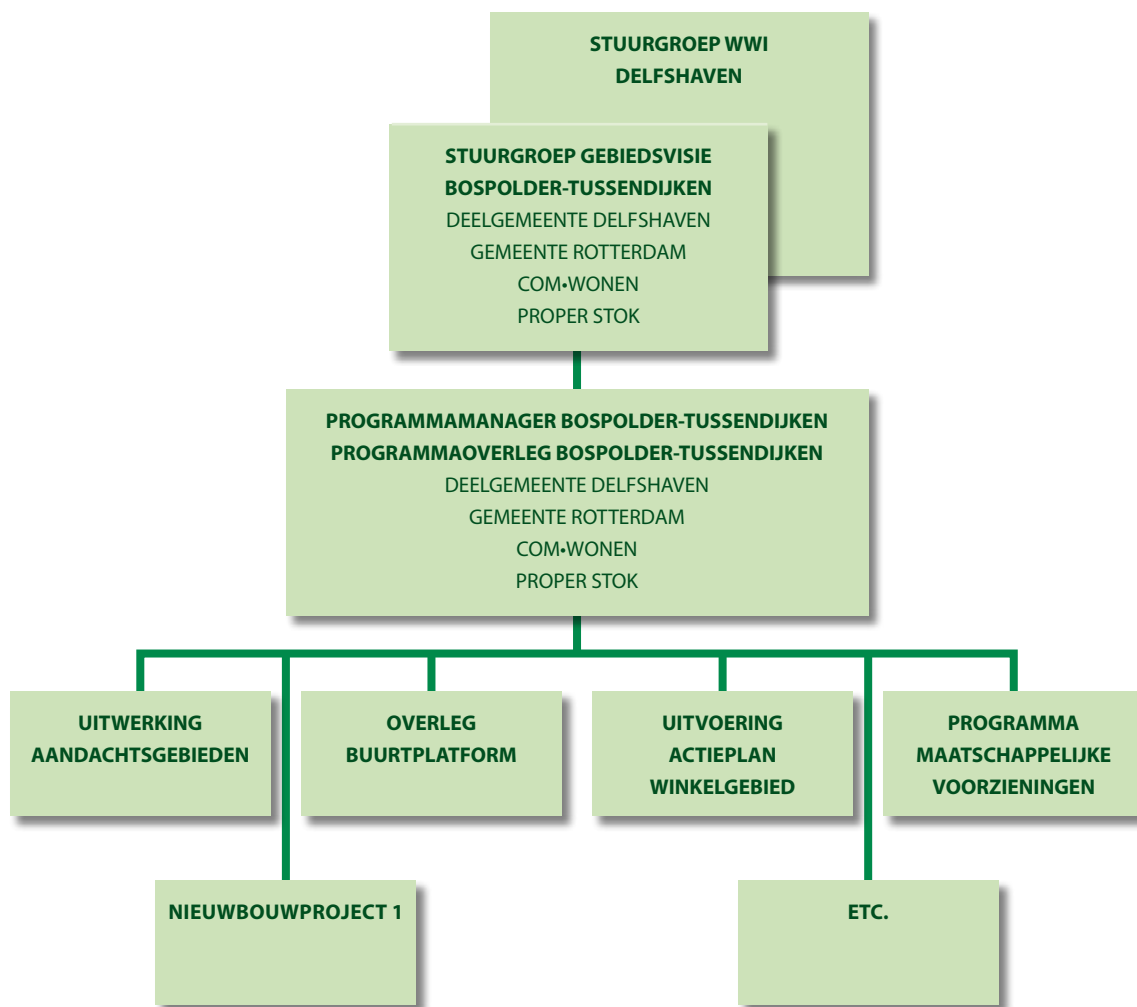 STUURGROEP WWI
DELFSHAVEN
STUURGROEP GEBIEDSVISIE
BOSPOLDER-TUSSENDIJKEN
DEELGEMEENTE DELFSHAVEN
GEMEENTE ROTTERDAM
COM•WONEN
PROPER STOK
PROGRAMMAMANAGER BOSPOLDER-TUSSENDIJKEN
PROGRAMMAOVERLEG BOSPOLDER-TUSSENDIJKEN
DEELGEMEENTE DELFSHAVEN
GEMEENTE ROTTERDAM
COM•WONEN
PROPER STOK
UITWERKING
AANDACHTSGEBIEDEN
OVERLEG
BUURTPLATFORM
UITVOERING
ACTIEPLAN
WINKELGEBIED
PROGRAMMA
MAATSCHAPPELIJKE
VOORZIENINGEN
NIEUWBOUWPROJECT 1
ETC.